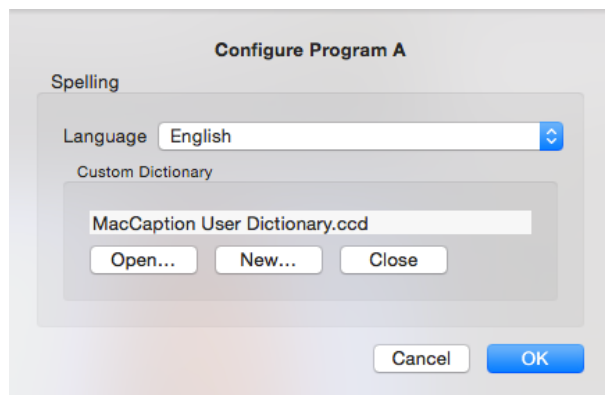 Configure Program A
Spelling
Language English
Custom Dictionary
MacCaption User Dictionary.ccd
Open... New... Close
Cancel OK